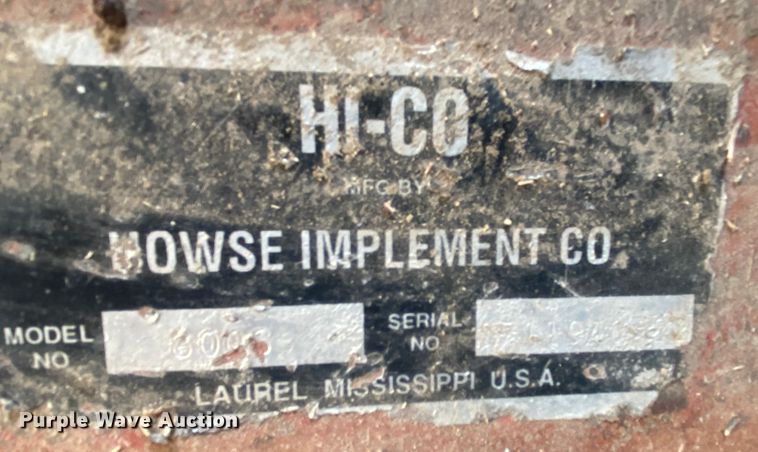 HI-CO
MFG BY
HOWSE IMPLEMENT CO
MODEL NO
SERIAL NO
LAUREL MISSISSIPPI U.S.A.
Purple Wave Auction